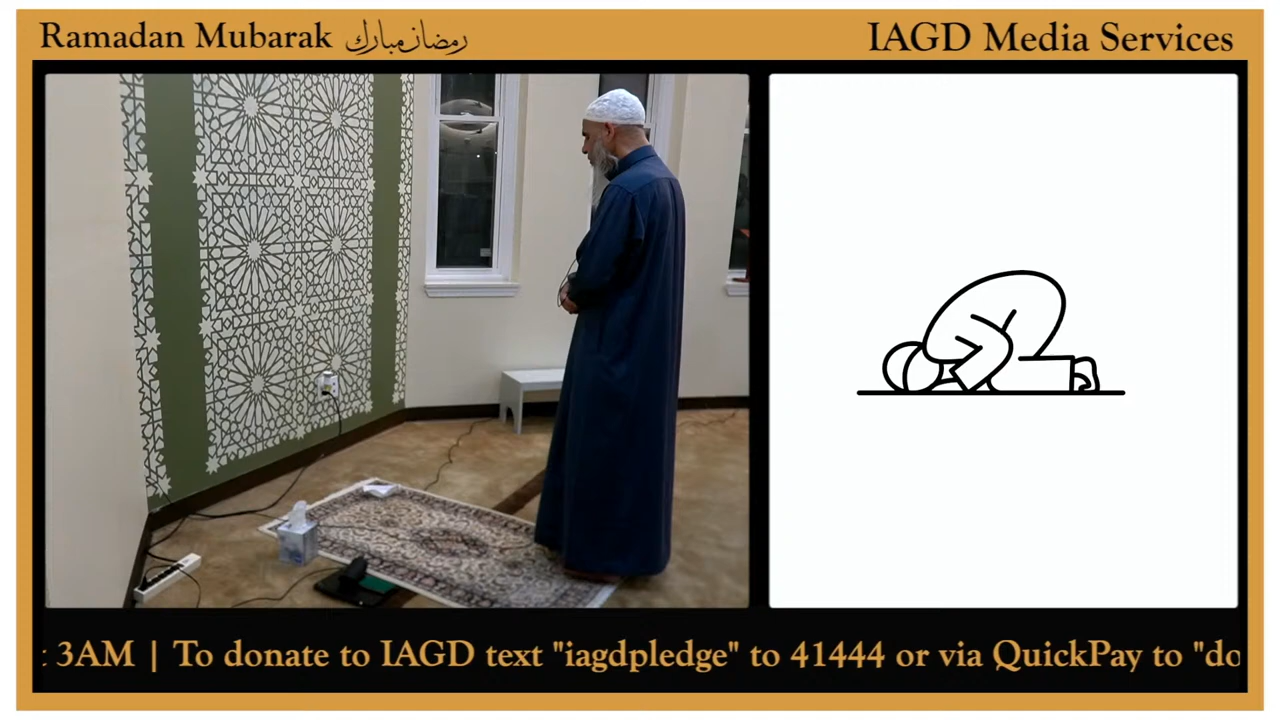 Ramadan Mubarak رمضان مبارك
IAGD Media Services
3AM | To donate to IAGD text "iagdpledge" to 41444 or via QuickPay to "do